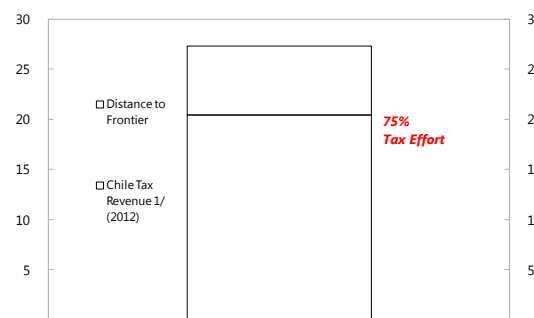 30
3
25
2
Distance to
Frontier
20
2
75%
Tax Effort
15
1
Chile Tax
Revenue 1/
(2012)
10
1
5
5